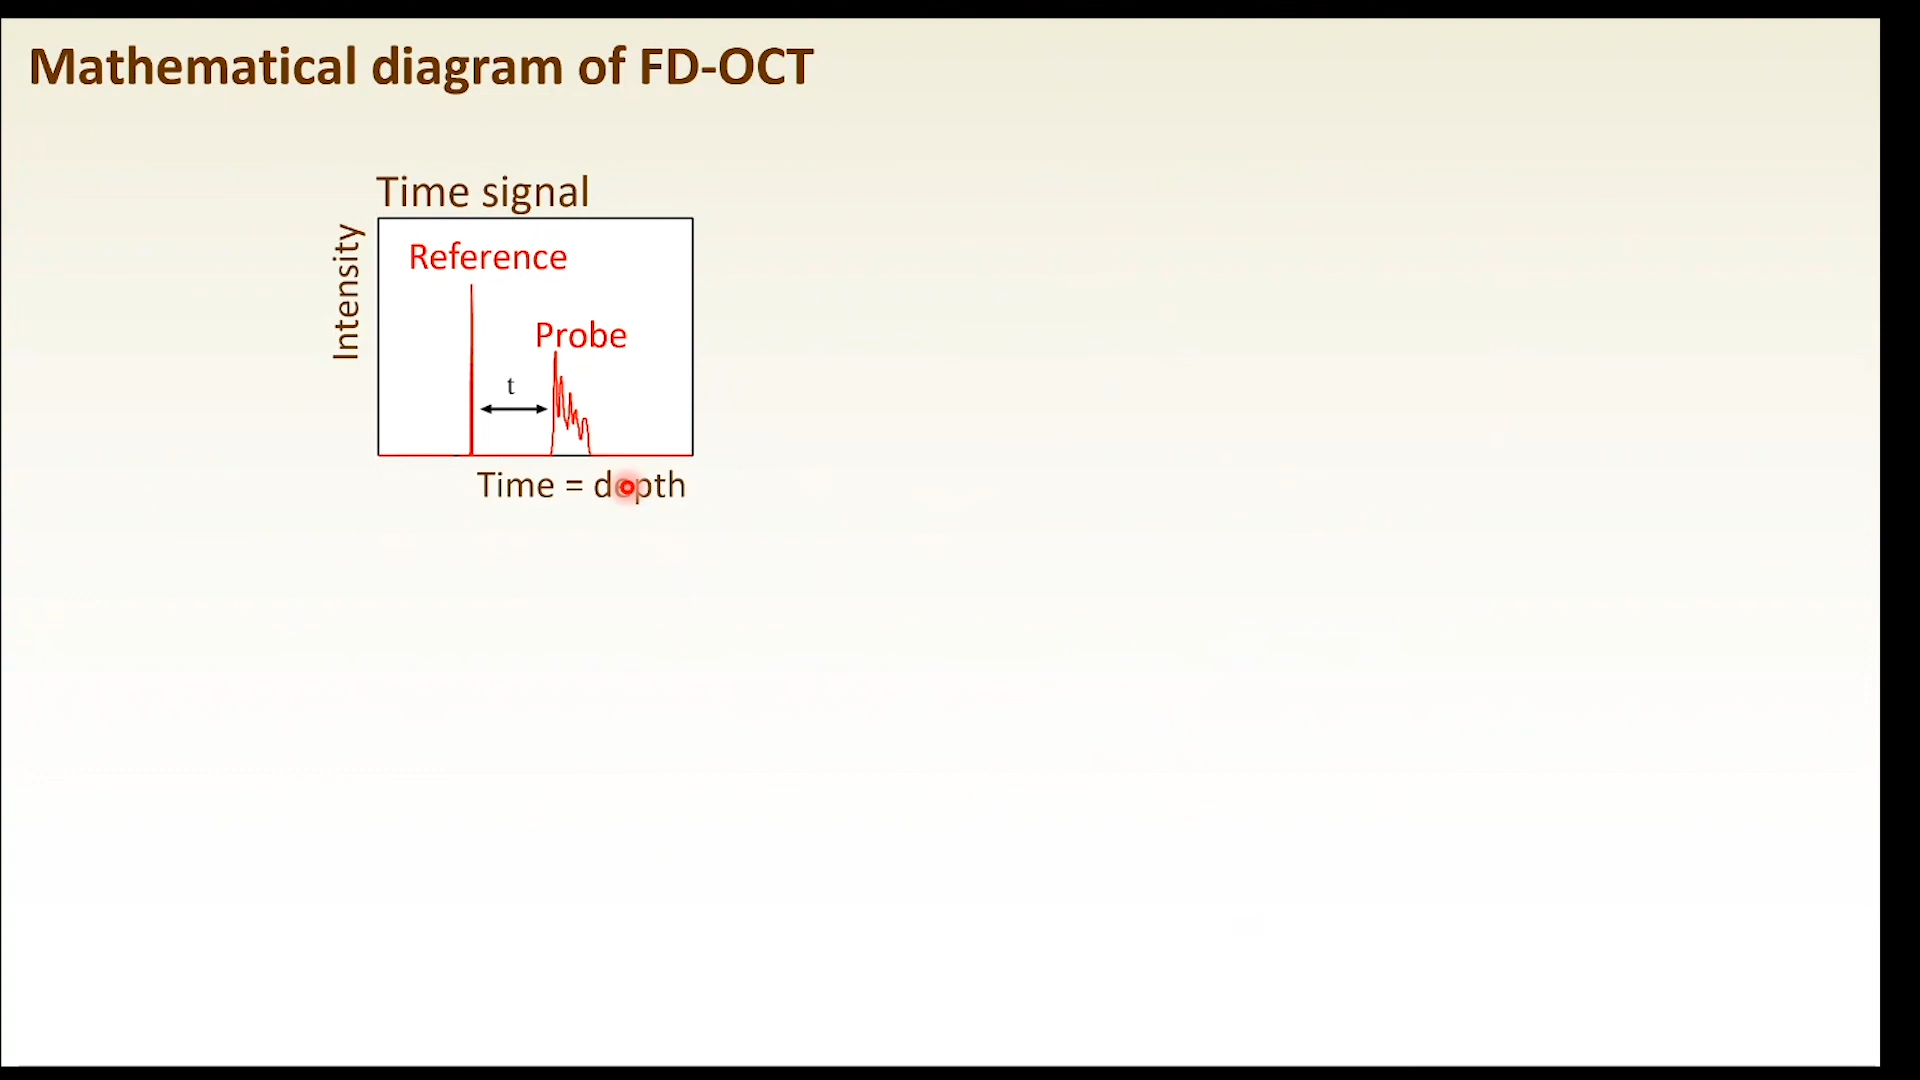 Mathematical diagram of FD-OCT
Time signal
Intensity
Reference
Probe
t
Time = depth